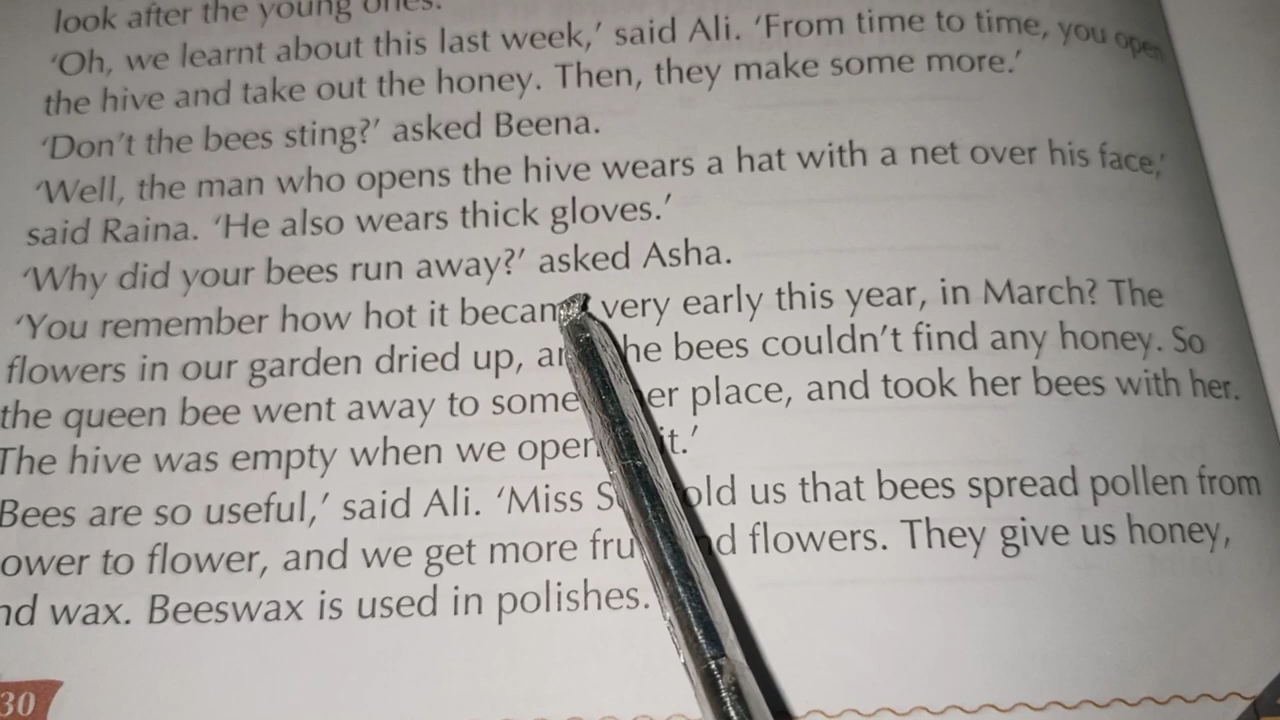 look after the young ones.
‘Oh, we learnt about this last week,’ said Ali. ‘From time to time, you open
the hive and take out the honey. Then, they make some more.’
‘Don’t the bees sting?’ asked Beena.
‘Well, the man who opens the hive wears a hat with a net over his face,’
said Raina. ‘He also wears thick gloves.’
‘Why did your bees run away?’ asked Asha.
‘You remember how hot it became very early this year, in March? The
flowers in our garden dried up, and the bees couldn’t find any honey. So
the queen bee went away to some her place, and took her bees with her.
The hive was empty when we opened it.’
Bees are so useful,’ said Ali. ‘Miss told us that bees spread pollen from
ower to flower, and we get more fruit and flowers. They give us honey,
nd wax. Beeswax is used in polishes.
30